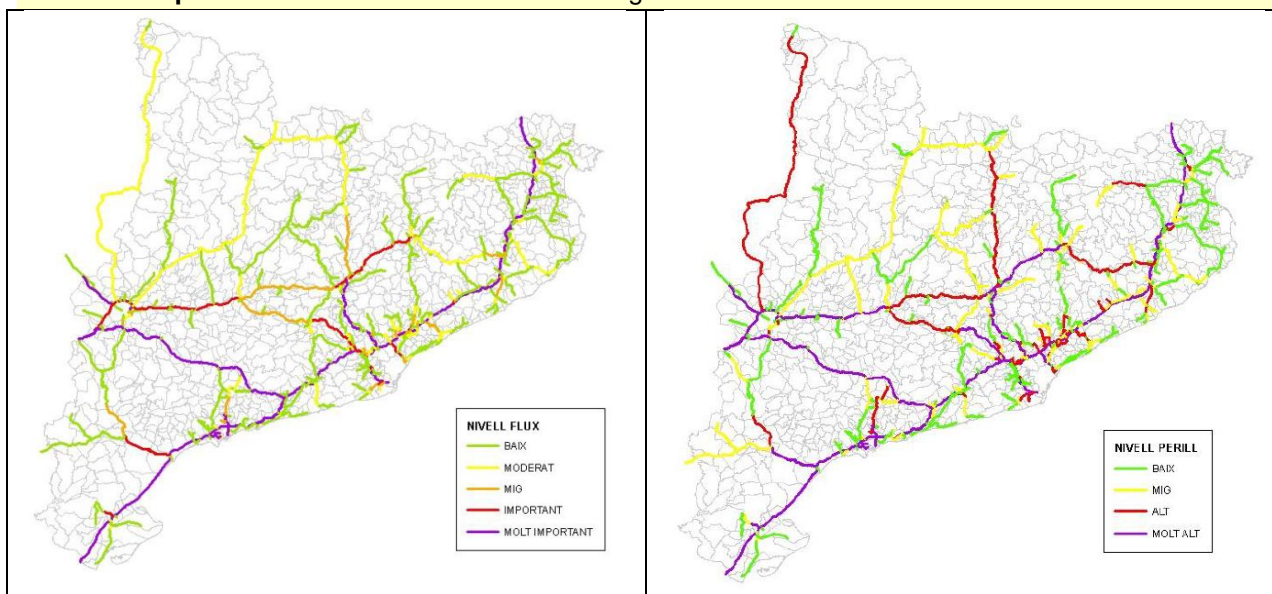 NIVELL FLUX
BAIX
MODERAT
MIG
IMPORTANT
MOLT IMPORTANT
NIVELL PERILL
BAIX
MIG
ALT
MOLT ALT